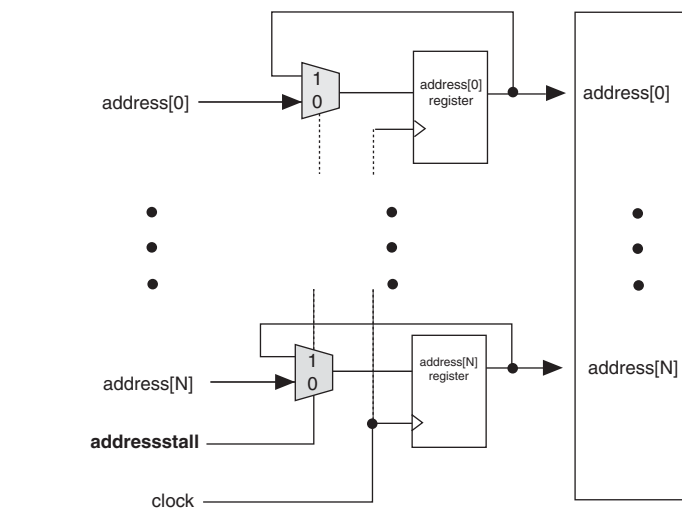 1
0
address[0]
address[0]
register
address[0]
1
0
address[N]
address[N]
register
address[N]
addressstall
clock